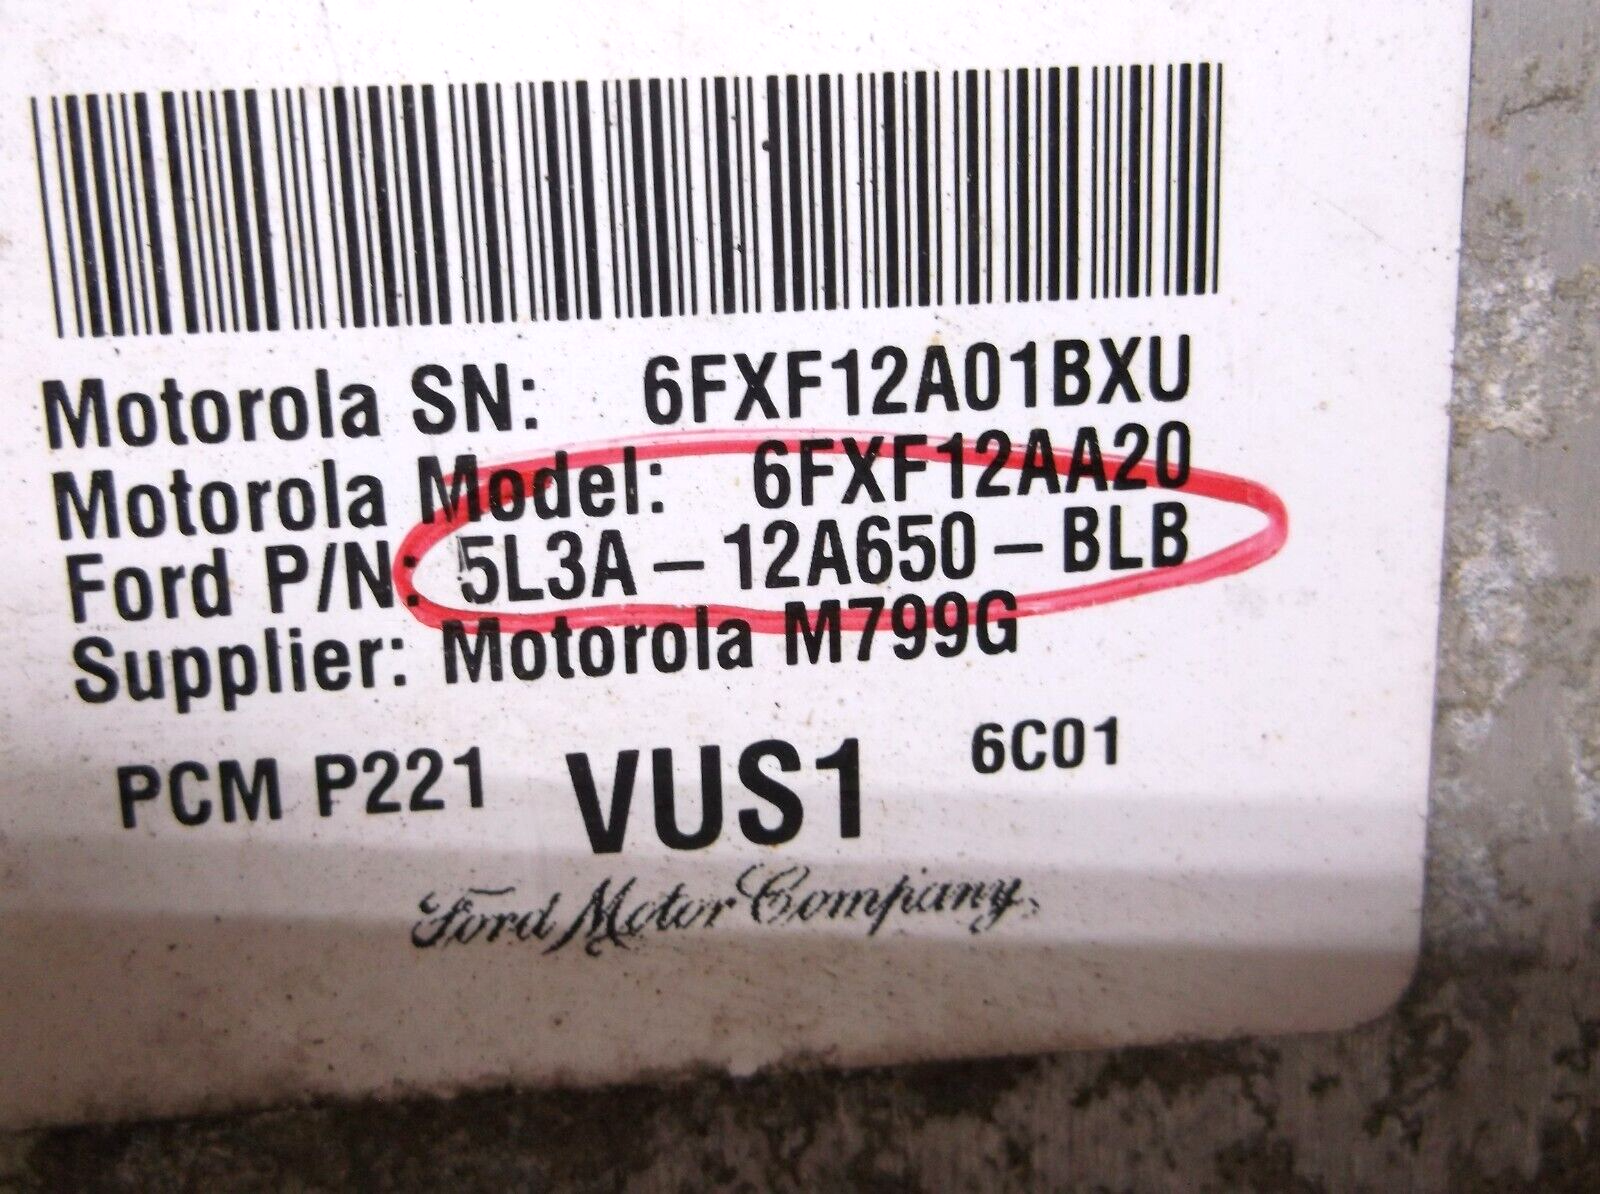 Motorola SN: 6FXF12A01BXU
Motorola Model: 6FXF12AA20
Ford P/N: 5L3A-12A650-BLB
Supplier: Motorola M799G
PCM P221 VUS1 6C01
Ford Motor Company,